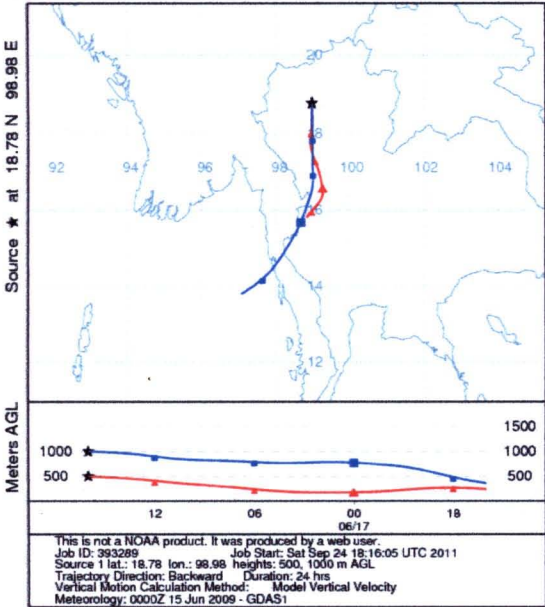 Source ★ at 18.78 N 98.98 E
20
18
92
94
96
98
100
102
104
16
14
12
Meters AGL
1500
1000
1000
500
500
12
06
00
18
06/17
This is not a NOAA product. It was produced by a web user.
Job ID: 393289 Job Start: Sat Sep 24 18:16:05 UTC 2011
Source 1 lat.: 18.78 lon.: 98.98 heights: 500, 1000 m AGL
Trajectory Direction: Backward Duration: 24 hrs
Vertical Motion Calculation Method: Model Vertical Velocity
Meteorology: 0000Z 15 Jun 2009 - GDAS1